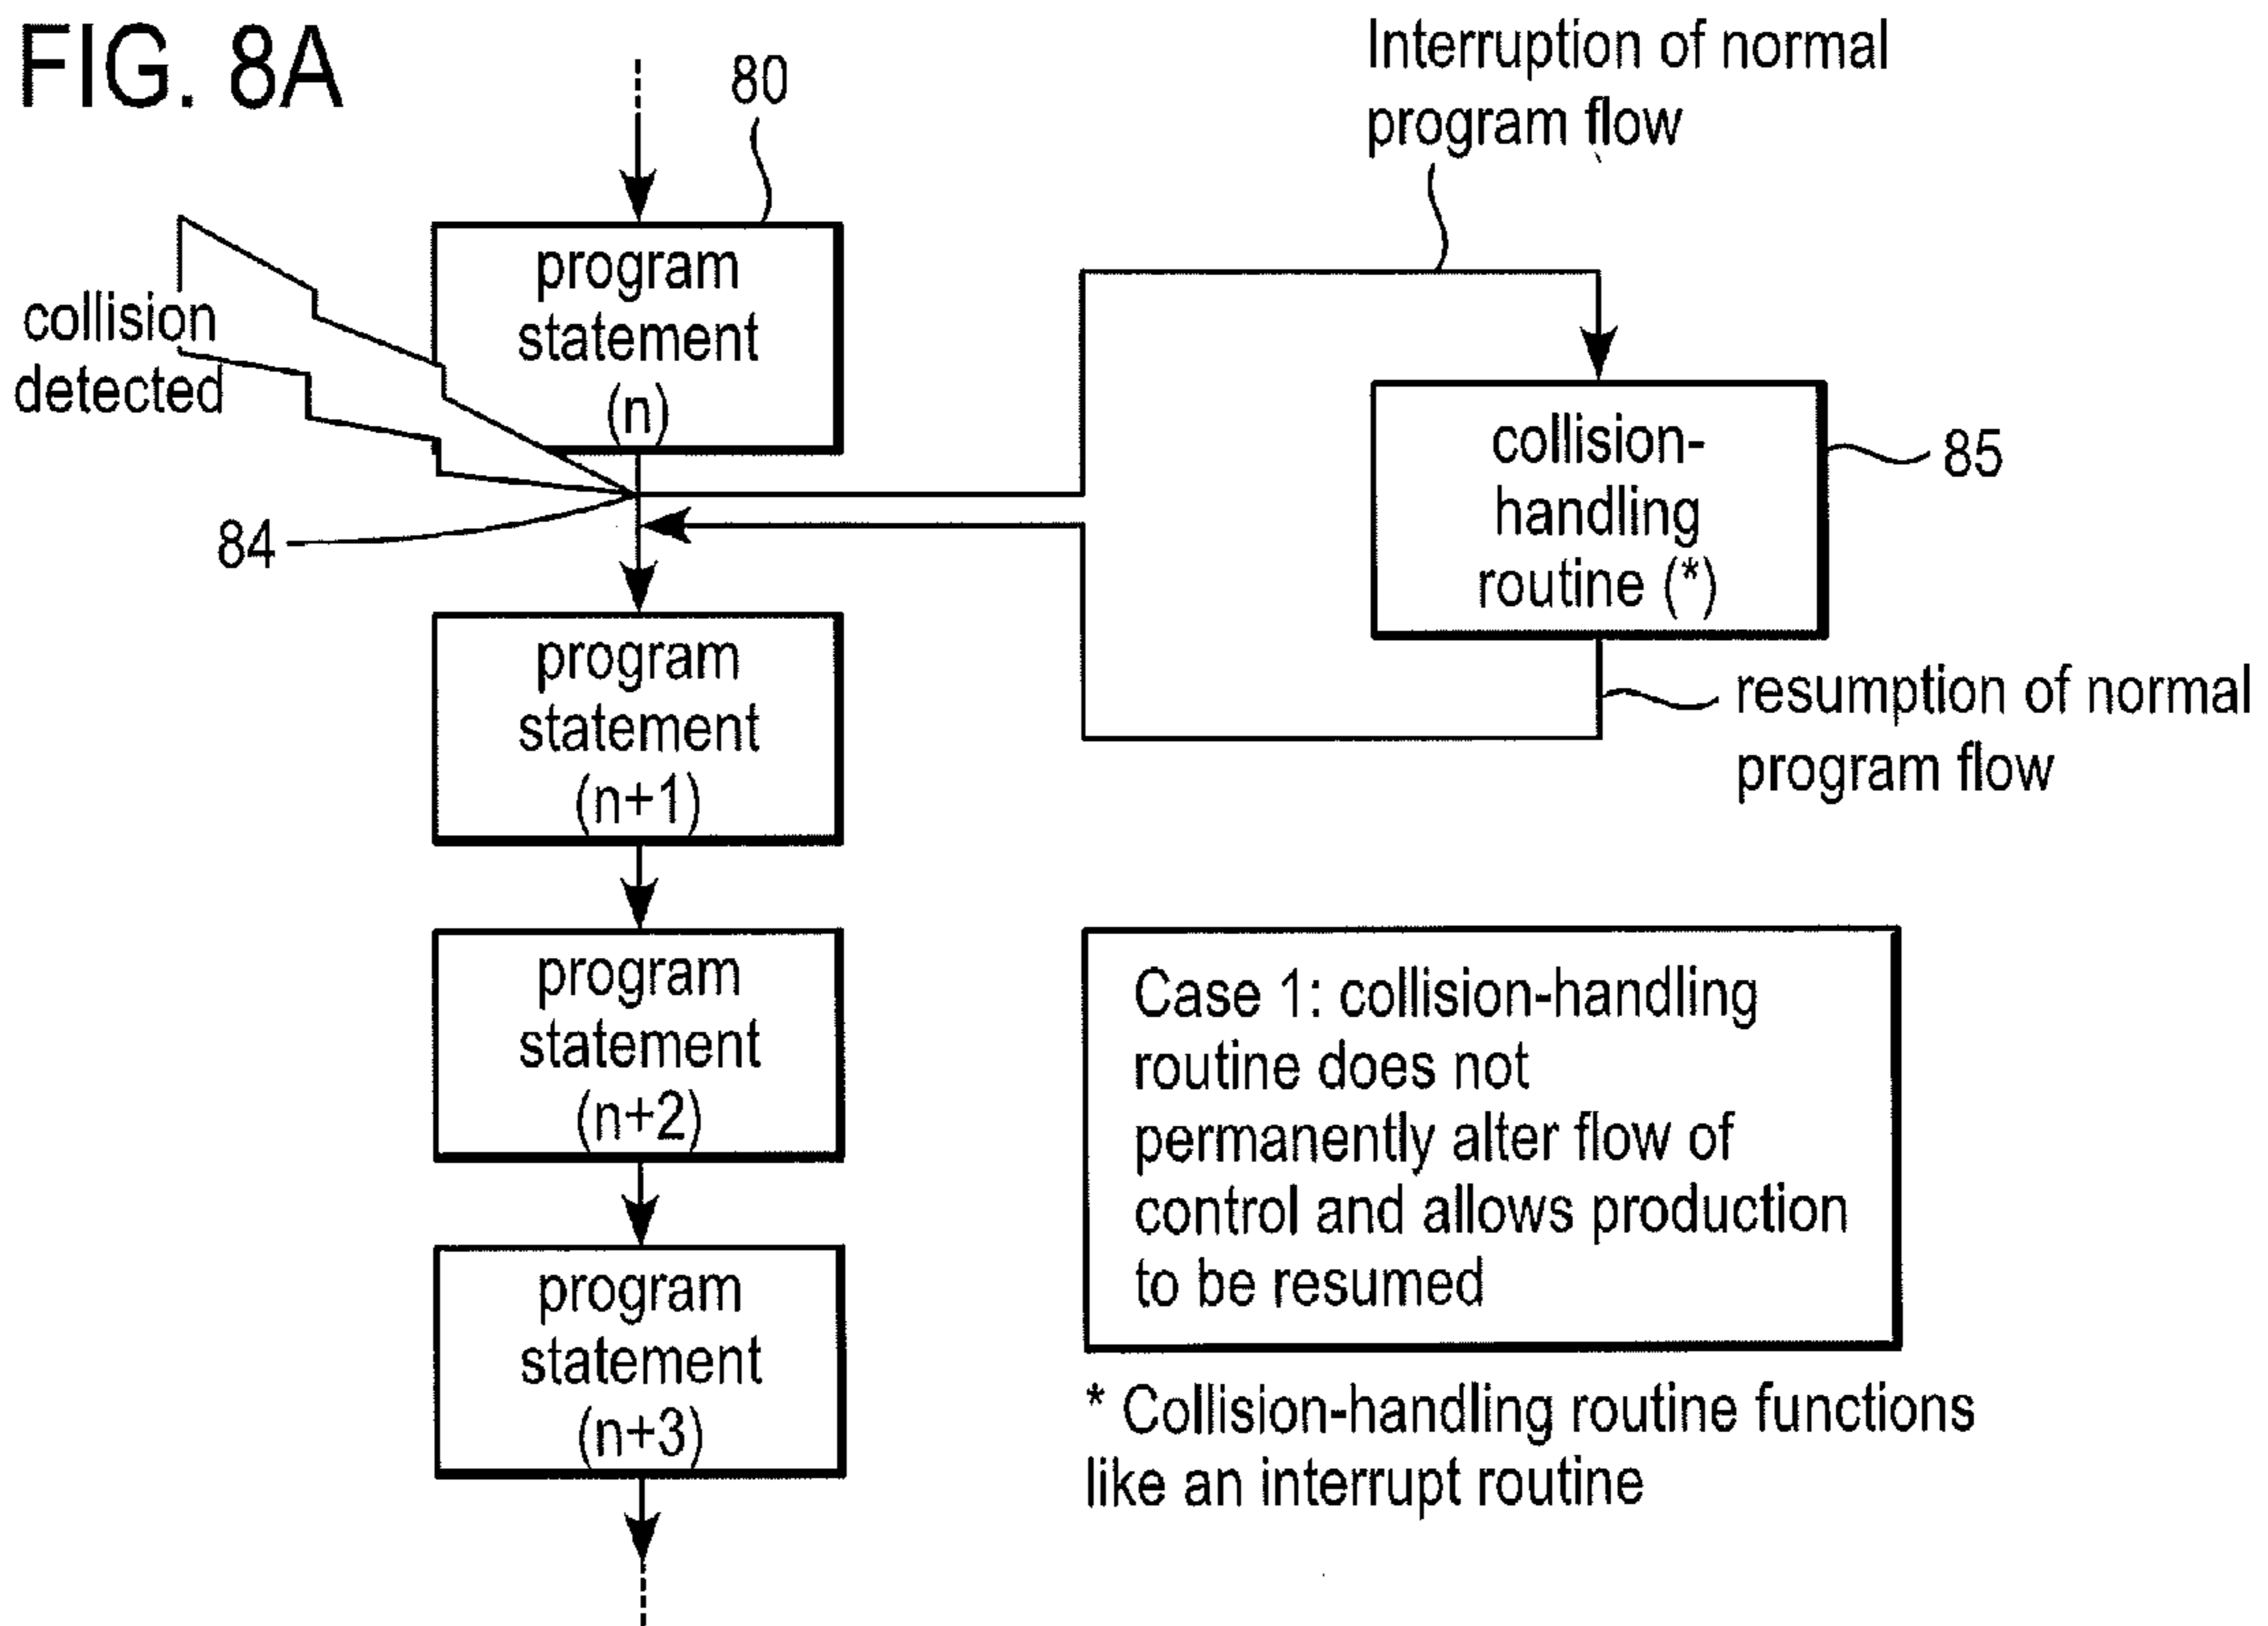 FIG. 8A
80
Interruption of normal
program flow
program
statement
(n)
collision
detected
84
collision-
handling
routine (*)
85
resumption of normal
program flow
program
statement
(n+1)
program
statement
(n+2)
program
statement
(n+3)
Case 1: collision-handling
routine does not
permanently alter flow of
control and allows production
to be resumed
* Collision-handling routine functions
like an interrupt routine